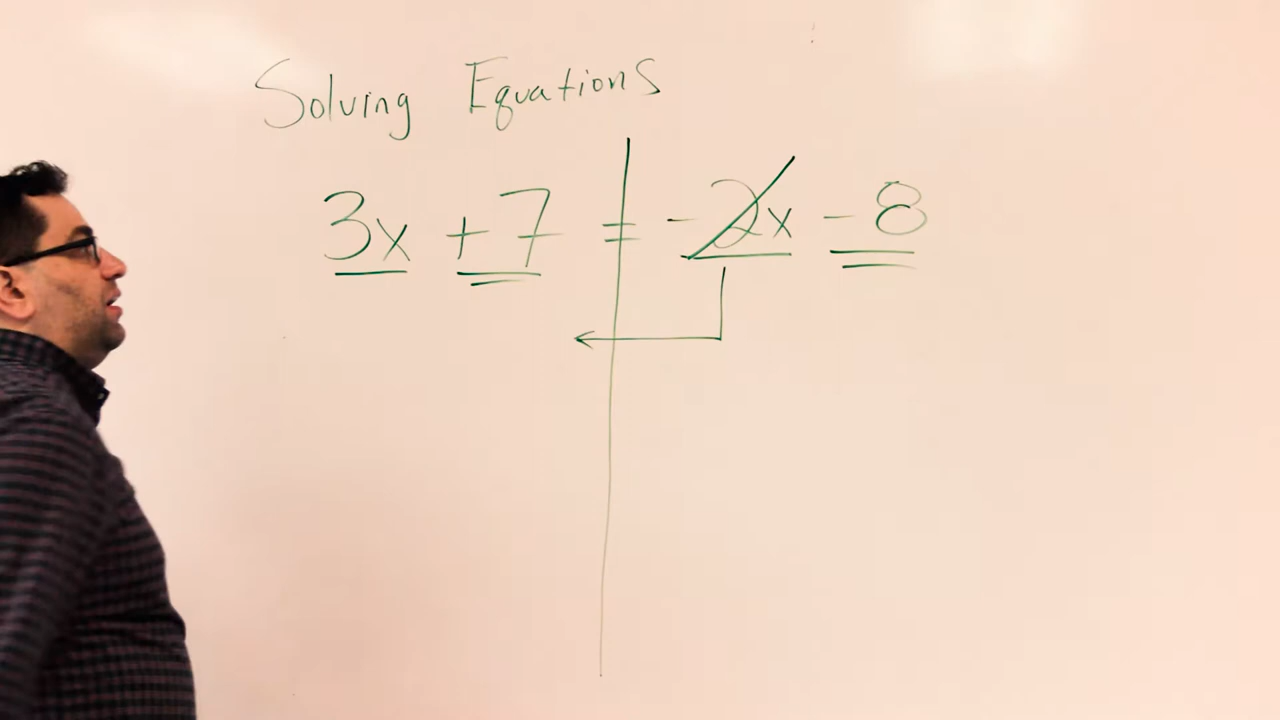 Solving Equations
3x + 7 = -2x - 8